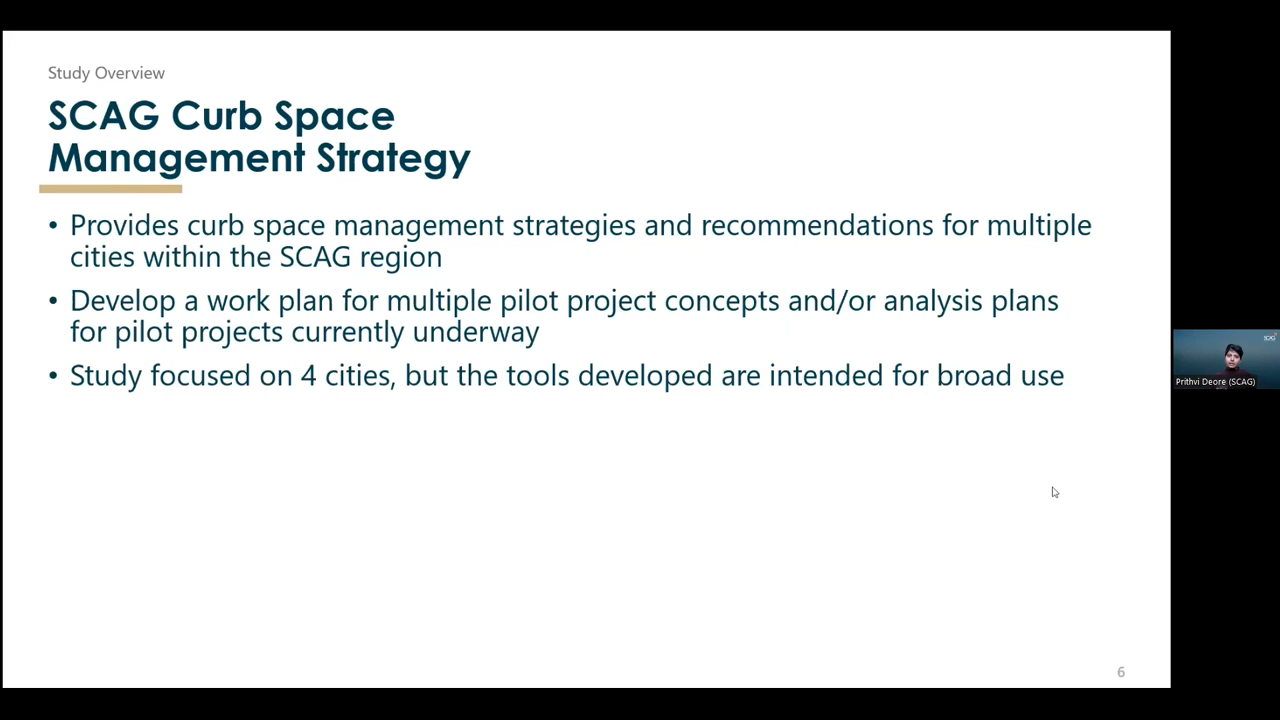 Study Overview
SCAG Curb Space
Management Strategy
• Provides curb space management strategies and recommendations for multiple
cities within the SCAG region
• Develop a work plan for multiple pilot project concepts and/or analysis plans
for pilot projects currently underway
• Study focused on 4 cities, but the tools developed are intended for broad use
SCAG
Prithvi Deore (SCAG)
6